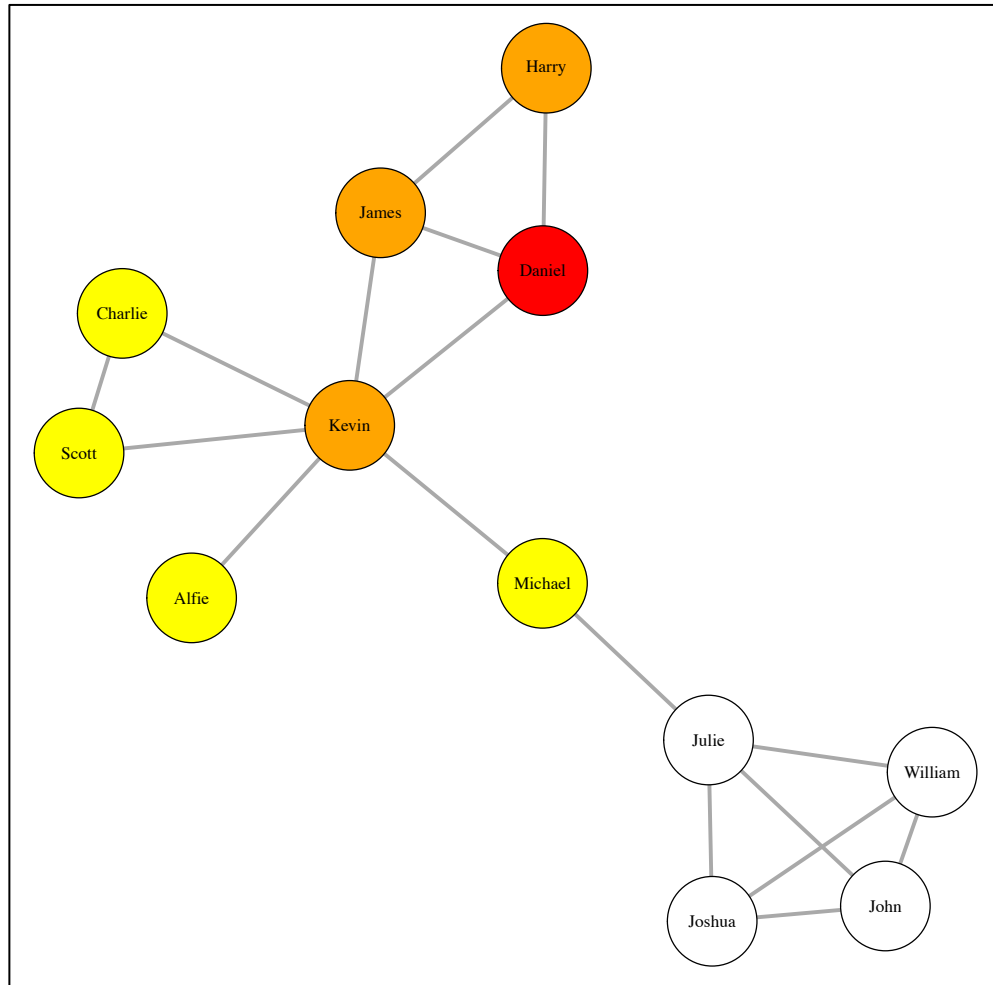 Harry
James
Daniel
Charlie
Kevin
Scott
Michael
Alfie
Julie
William
John
Joshua